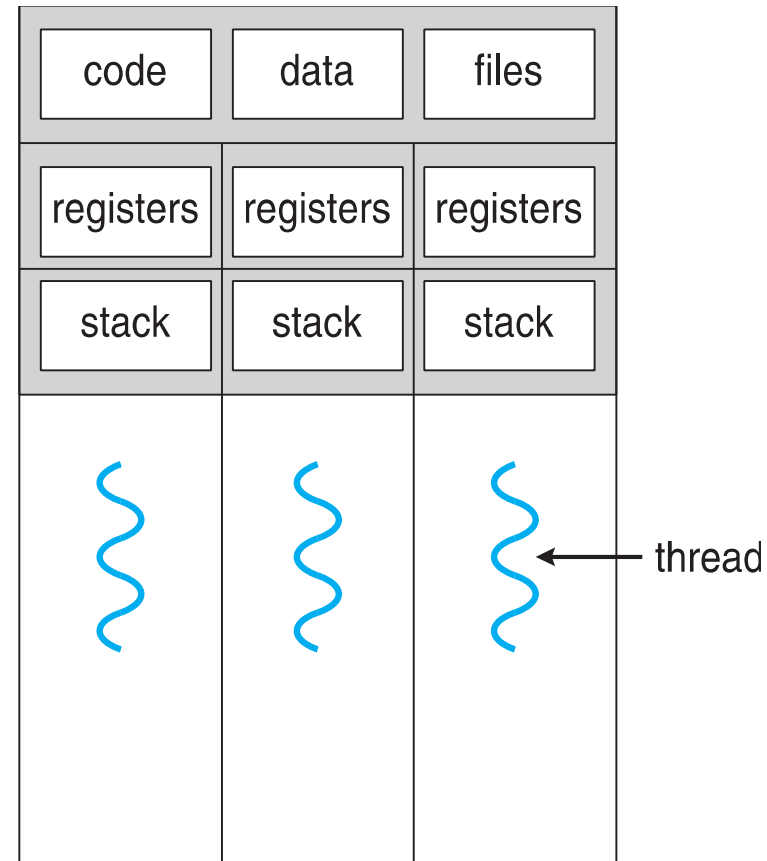 code data files
registers registers registers
stack stack stack
thread